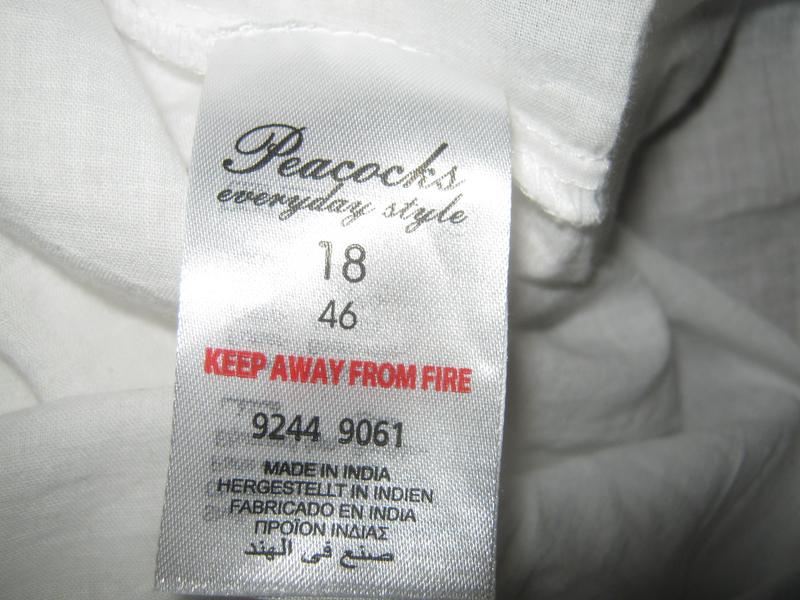 Peacocks
everyday style
18
46
KEEP AWAY FROM FIRE
9244 9061
MADE IN INDIA
HERGESTELLT IN INDIEN
FABRICADO EN INDIA
ΠΡΟΪΟΝ ΙΝΔΙΑΣ
صنع فى الهند